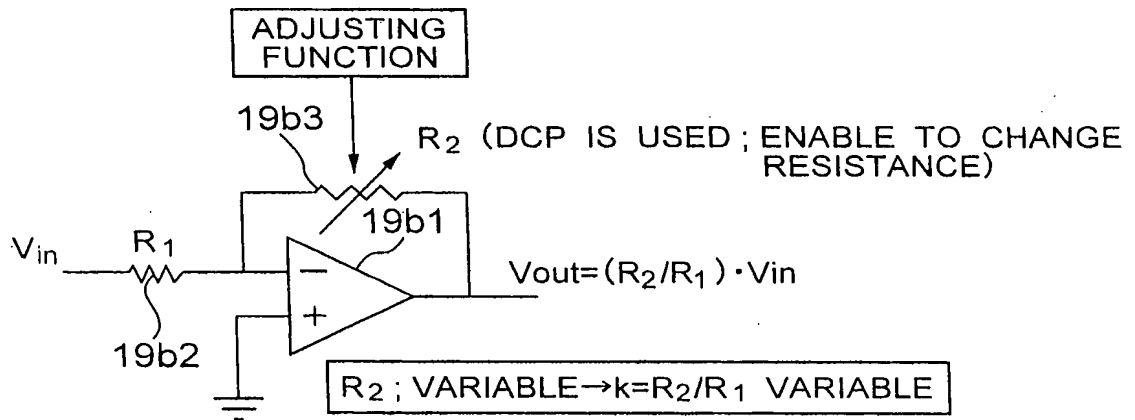 ADJUSTING
FUNCTION
19b3
R2 (DCP IS USED ; ENABLE TO CHANGE
RESISTANCE)
19b1
Vin
R1
−
+
Vout=(R2/R1)·Vin
19b2
R2 ; VARIABLE→k=R2/R1 VARIABLE